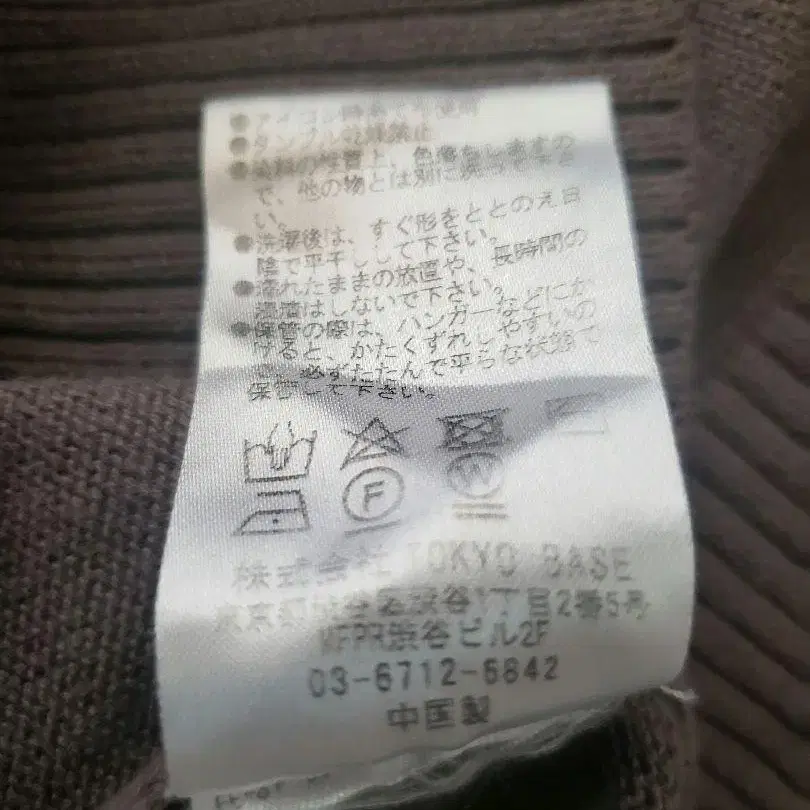 ●タンブル乾燥禁止
●染料の性質上、色落ちしますの
で、他の物とは別に洗って下さ
い。
●洗濯後は、すぐ形をととのえ日
陰で平干しして下さい。
●濡れたままの放置や、長時間の
浸漬はしないで下さい。
●保管の際は、ハンガーなどにか
けると、かたくずれしやすいの
で、必ずたたんで平らな状態で
保管して下さい。
F W
株式会社 TOKYO BASE
東京都渋谷区渋谷1丁目2番5号
MFPR渋谷ビル2F
03-6712-6842
中国製